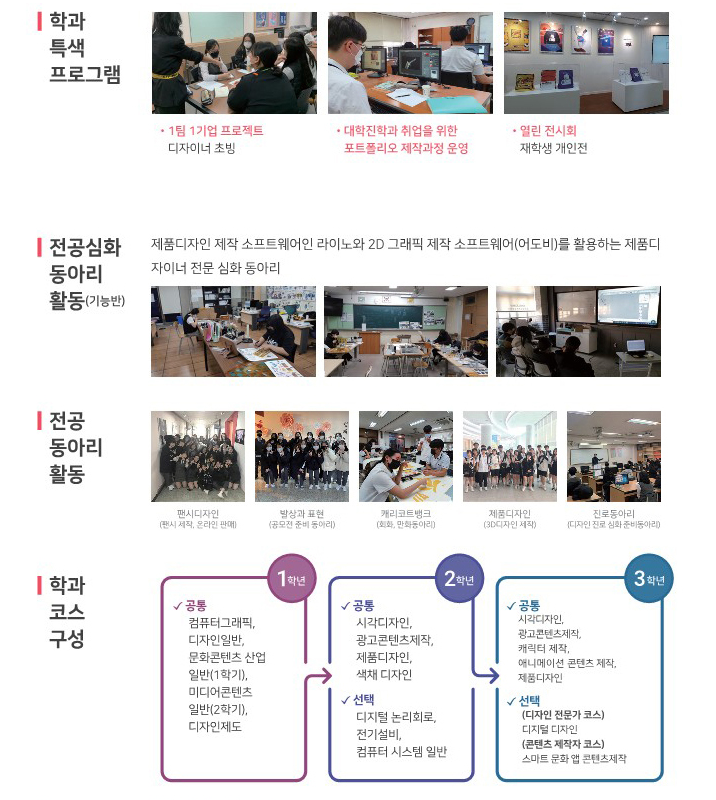 학과
특색
프로그램
• 1팀 1기업 프로젝트
디자이너 초빙
• 대학진학과 취업을 위한
포트폴리오 제작과정 운영
• 열린 전시회
재학생 개인전
전공심화
동아리
활동(기능반)
제품디자인 제작 소프트웨어인 라이노와 2D 그래픽 제작 소프트웨어(어도비)를 활용하는 제품디
자이너 전문 심화 동아리
전공
동아리
활동
팬시디자인
(팬시 제작, 온라인 판매)
발상과 표현
(공모전 준비 동아리)
캐리코트뱅크
(회화, 만화동아리)
제품디자인
(3D디자인 제작)
진로동아리
(디자인 진로 심화 준비동아리)
학과
코스
구성
1학년
✓ 공통
컴퓨터그래픽,
디자인일반,
문화콘텐츠 산업
일반(1학기),
미디어콘텐츠
일반(2학기),
디자인제도
2학년
✓ 공통
시각디자인,
광고콘텐츠제작,
제품디자인,
색채 디자인
✓ 선택
디지털 논리회로,
전기설비,
컴퓨터 시스템 일반
3학년
✓ 공통
시각디자인,
광고콘텐츠제작,
캐릭터 제작,
애니메이션 콘텐츠 제작,
제품디자인
✓ 선택
(디자인 전문가 코스)
디지털 디자인
(콘텐츠 제작자 코스)
스마트 문화 앱 콘텐츠제작